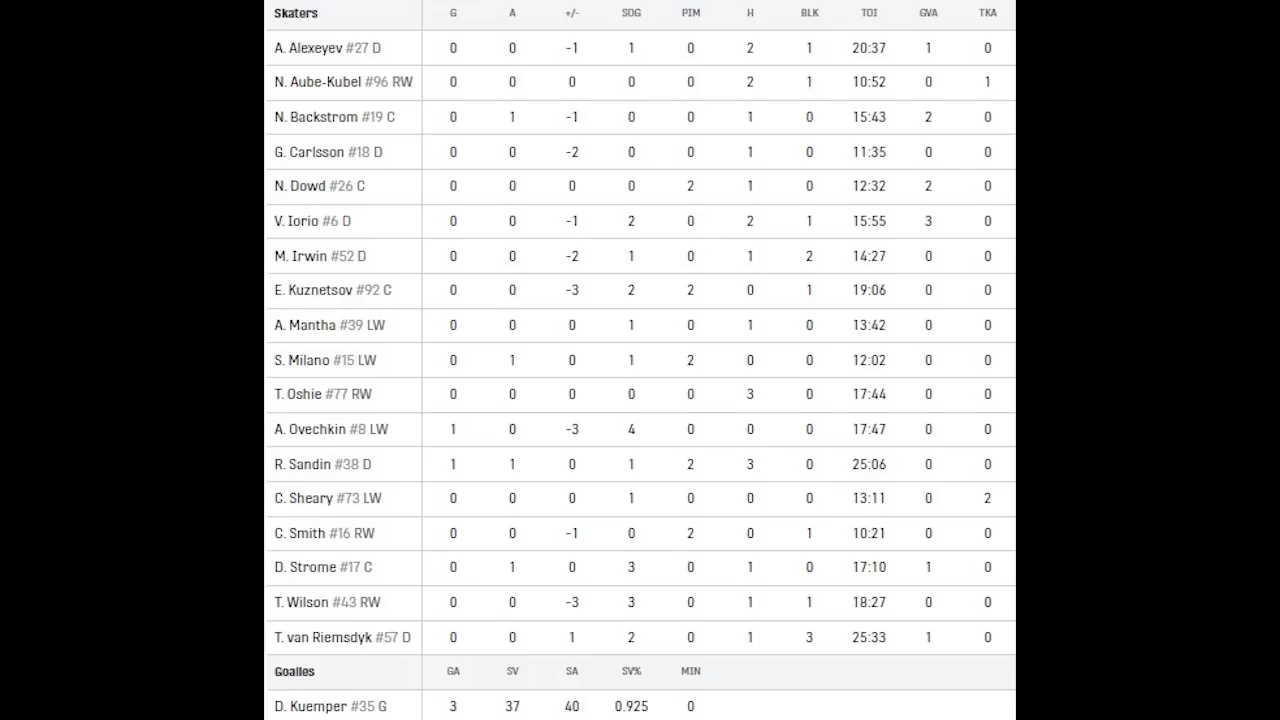 Skaters G A +/- SOG PIM H BLK TOI GVA TKA
A. Alexeyev #27 D 0 0 -1 1 0 2 1 20:37 1 0
N. Aube-Kubel #96 RW 0 0 0 0 0 2 1 10:52 0 1
N. Backstrom #19 C 0 1 -1 0 0 1 0 15:43 2 0
G. Carlsson #18 D 0 0 -2 0 0 1 0 11:35 0 0
N. Dowd #26 C 0 0 0 0 2 1 0 12:32 2 0
V. Iorio #6 D 0 0 -1 2 0 2 1 15:55 3 0
M. Irwin #52 D 0 0 -2 1 0 1 2 14:27 0 0
E. Kuznetsov #92 C 0 0 -3 2 2 0 1 19:06 0 0
A. Mantha #39 LW 0 0 0 1 0 1 0 13:42 0 0
S. Milano #15 LW 0 1 0 1 2 0 0 12:02 0 0
T. Oshie #77 RW 0 0 0 0 0 3 0 17:44 0 0
A. Ovechkin #8 LW 1 0 -3 4 0 0 0 17:47 0 0
R. Sandin #38 D 1 1 0 1 2 3 0 25:06 0 0
C. Sheary #73 LW 0 0 0 1 0 0 0 13:11 0 2
C. Smith #16 RW 0 0 -1 0 2 0 1 10:21 0 0
D. Strome #17 C 0 1 0 3 0 1 0 17:10 1 0
T. Wilson #43 RW 0 0 -3 3 0 1 1 18:27 0 0
T. van Riemsdyk #57 D 0 0 1 2 0 1 3 25:33 1 0
Goalies GA SV SA SV% MIN
D. Kuemper #35 G 3 37 40 0.925 0